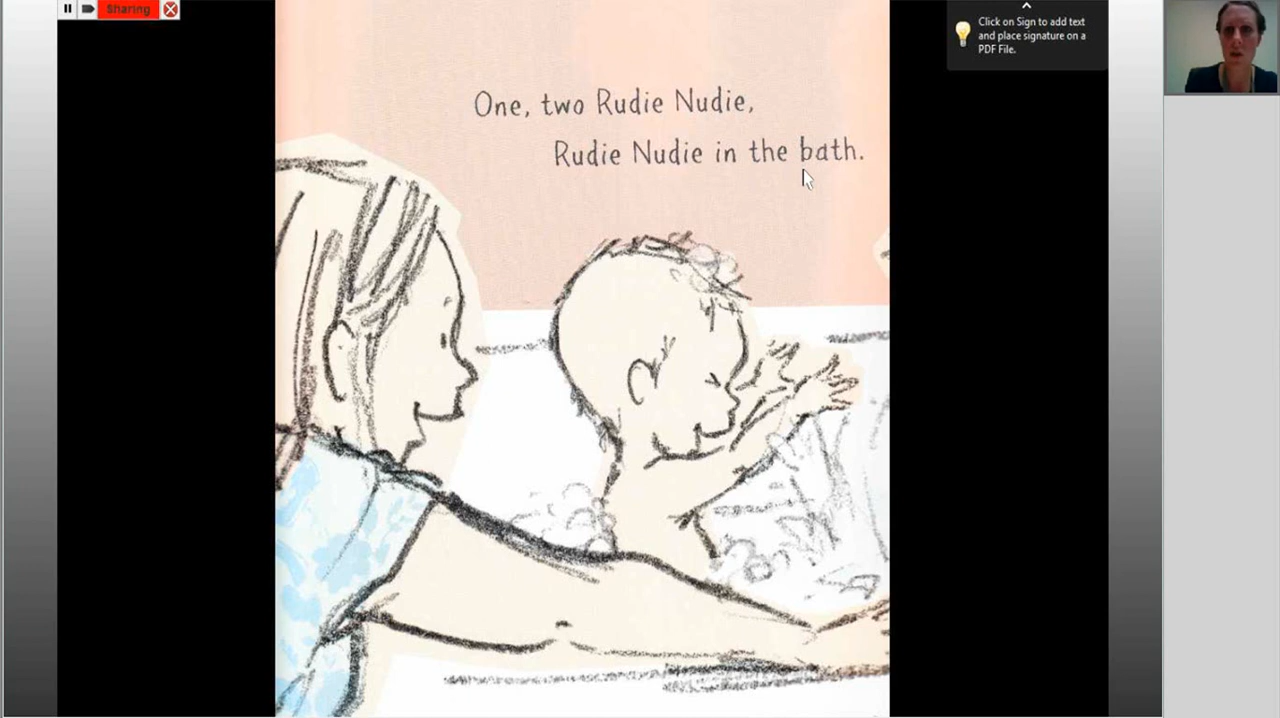 Sharing
Click on Sign to add text
and place signature on a
PDF File.
One, two Rudie Nudie,
Rudie Nudie in the bath.